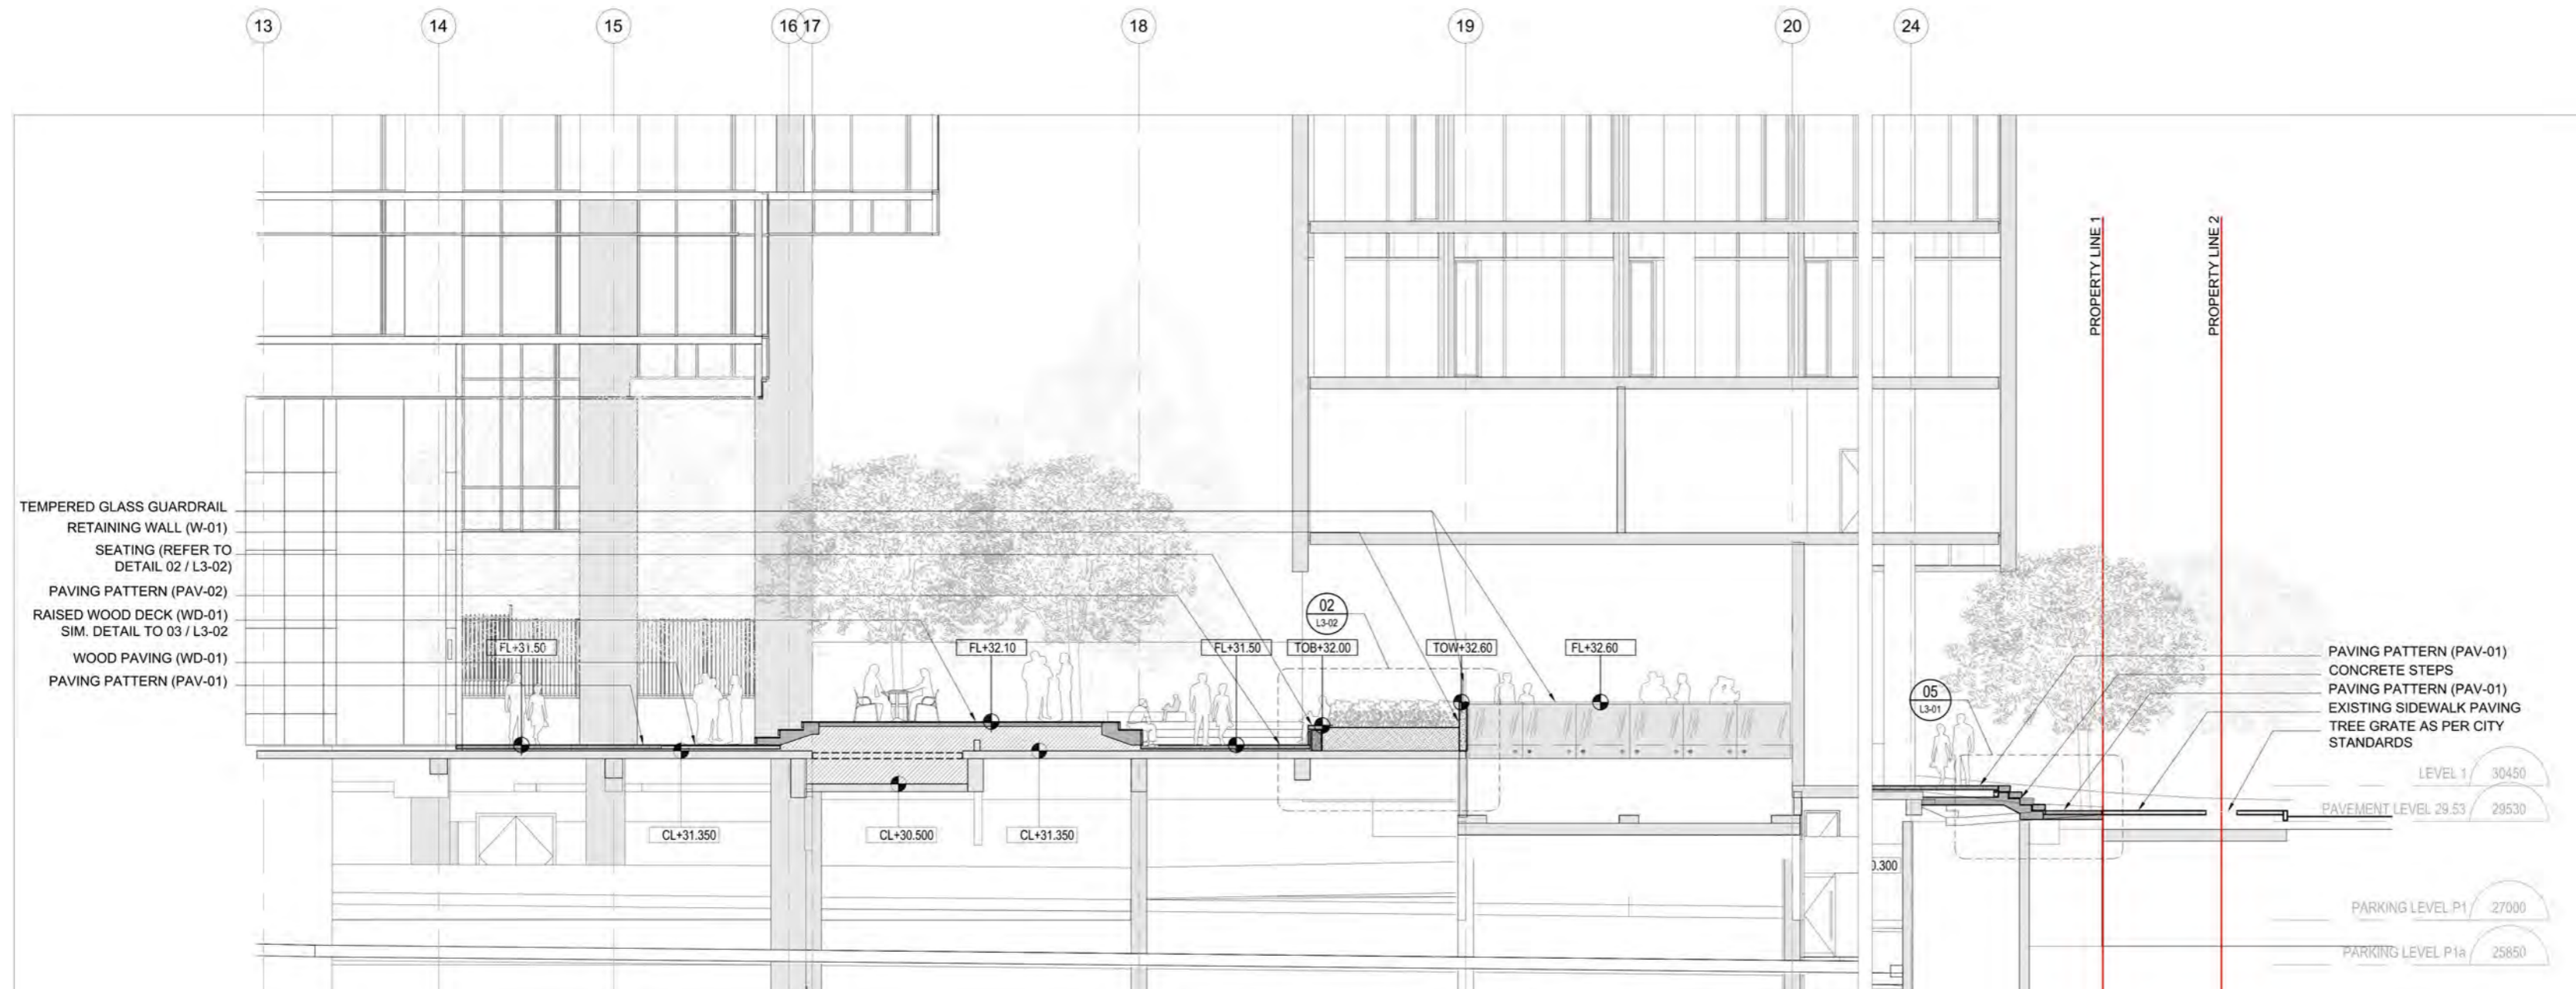 13
14
15
16
17
18
19
20
24
PROPERTY LINE 1
PROPERTY LINE 2
TEMPERED GLASS GUARDRAIL
RETAINING WALL (W-01)
SEATING (REFER TO
DETAIL 02 / L3-02)
PAVING PATTERN (PAV-02)
RAISED WOOD DECK (WD-01)
SIM. DETAIL TO 03 / L3-02
WOOD PAVING (WD-01)
PAVING PATTERN (PAV-01)
02
L3-02
FL+31.50
FL+32.10
FL+31.50
TOB+32.00
TOW+32.60
FL+32.60
05
L3-01
PAVING PATTERN (PAV-01)
CONCRETE STEPS
PAVING PATTERN (PAV-01)
EXISTING SIDEWALK PAVING
TREE GRATE AS PER CITY
STANDARDS
LEVEL 1 30450
PAVEMENT LEVEL 29.53 29530
CL+31.350
CL+30.500
CL+31.350
0.300
PARKING LEVEL P1 27000
PARKING LEVEL P1a 25850